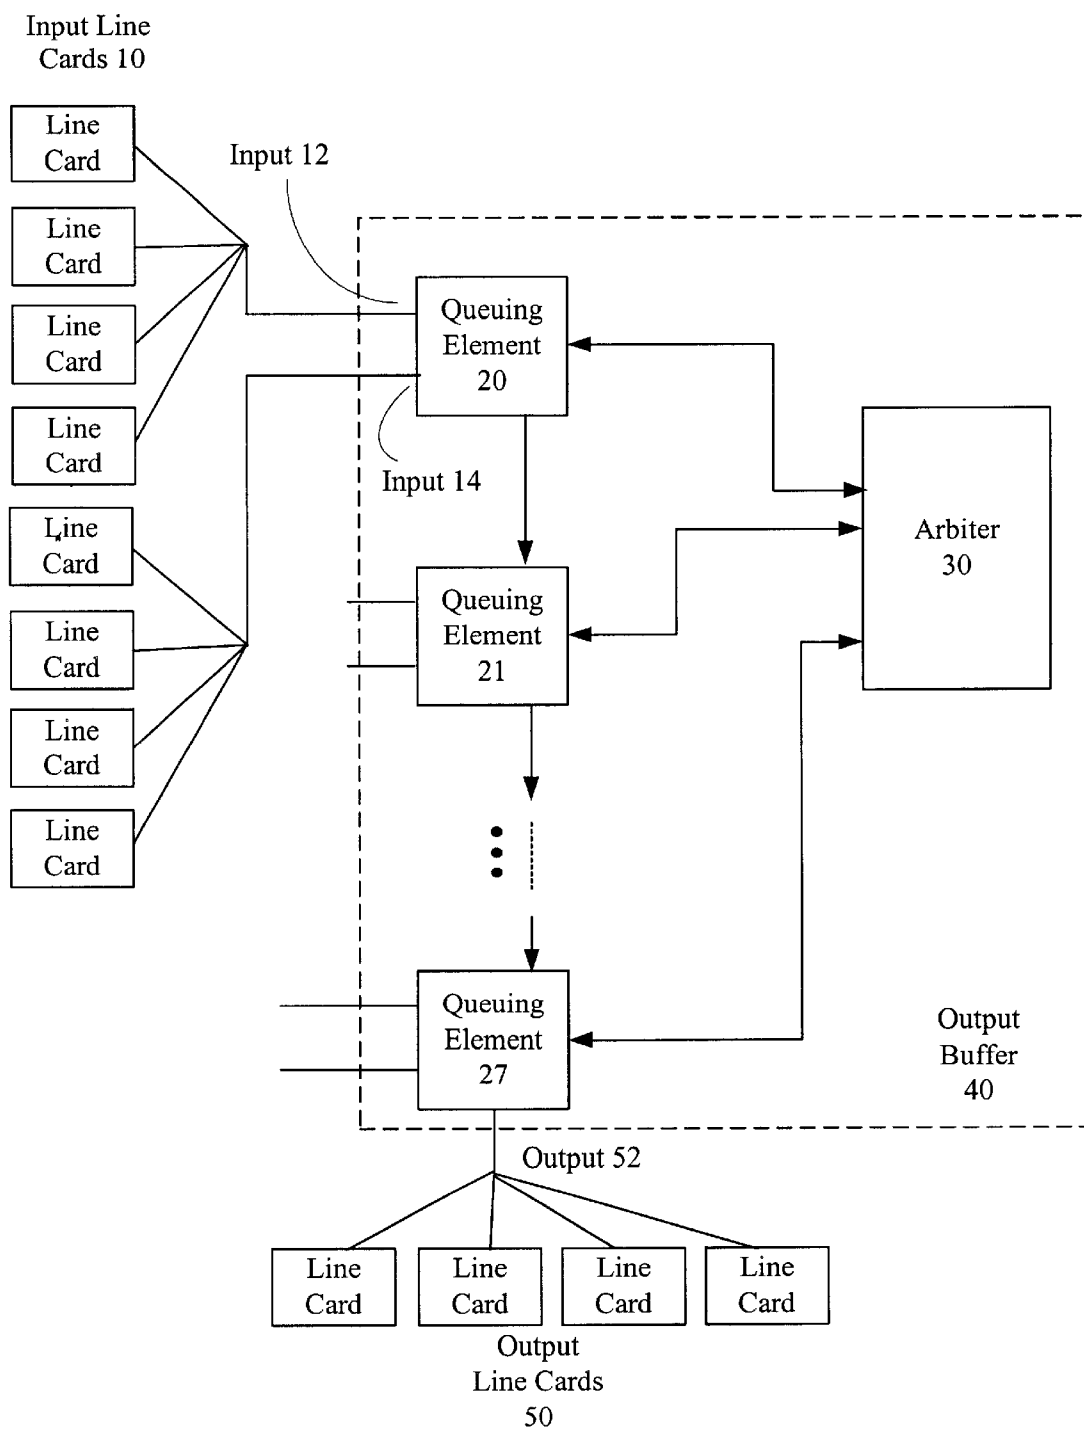 Input Line
Cards 10
Line
Card
Input 12
Line
Card
Line
Card
Line
Card
Line
Card
Line
Card
Line
Card
Line
Card
Queuing
Element
20
Input 14
Arbiter
30
Queuing
Element
21
Queuing
Element
27
Output
Buffer
40
Output 52
Line
Card
Line
Card
Line
Card
Line
Card
Output
Line Cards
50